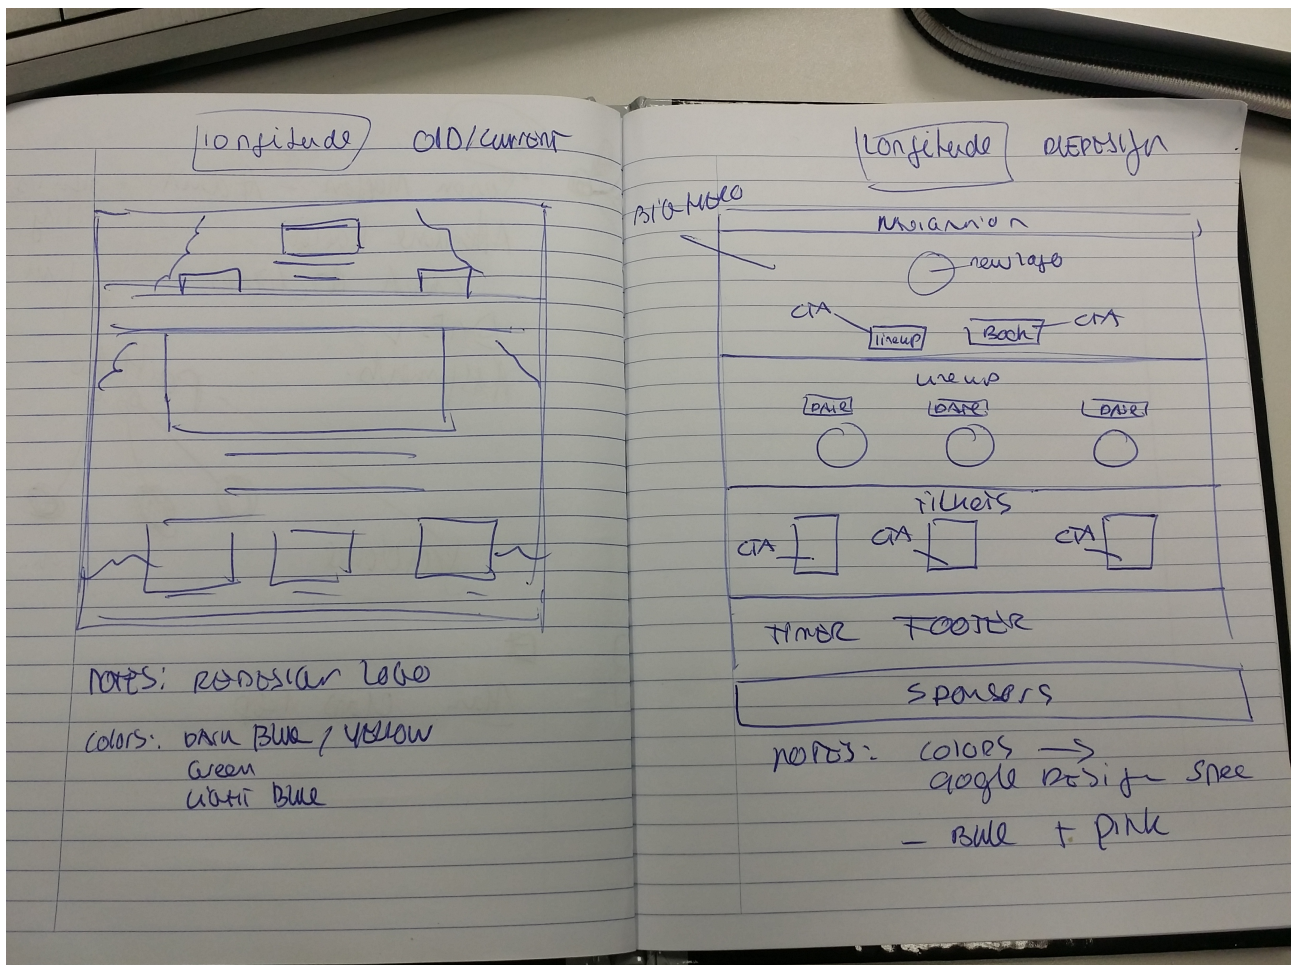 longitude OLD/current
NOTES: REDESIGN LOGO
Colors: DARK BLUE / YELLOW
Green
LIGHT BLUE
Longitude REDESIGN
BIG HERO
Navigation
new logo
CTA
CTA
lineup
Book
Lineup
DATE DATE DATE
TICKETS
CTA CTA CTA
TIMER FOOTER
Sponsers
NOTES: COLORS →
google DESIGN Spec
– Blue + PINK